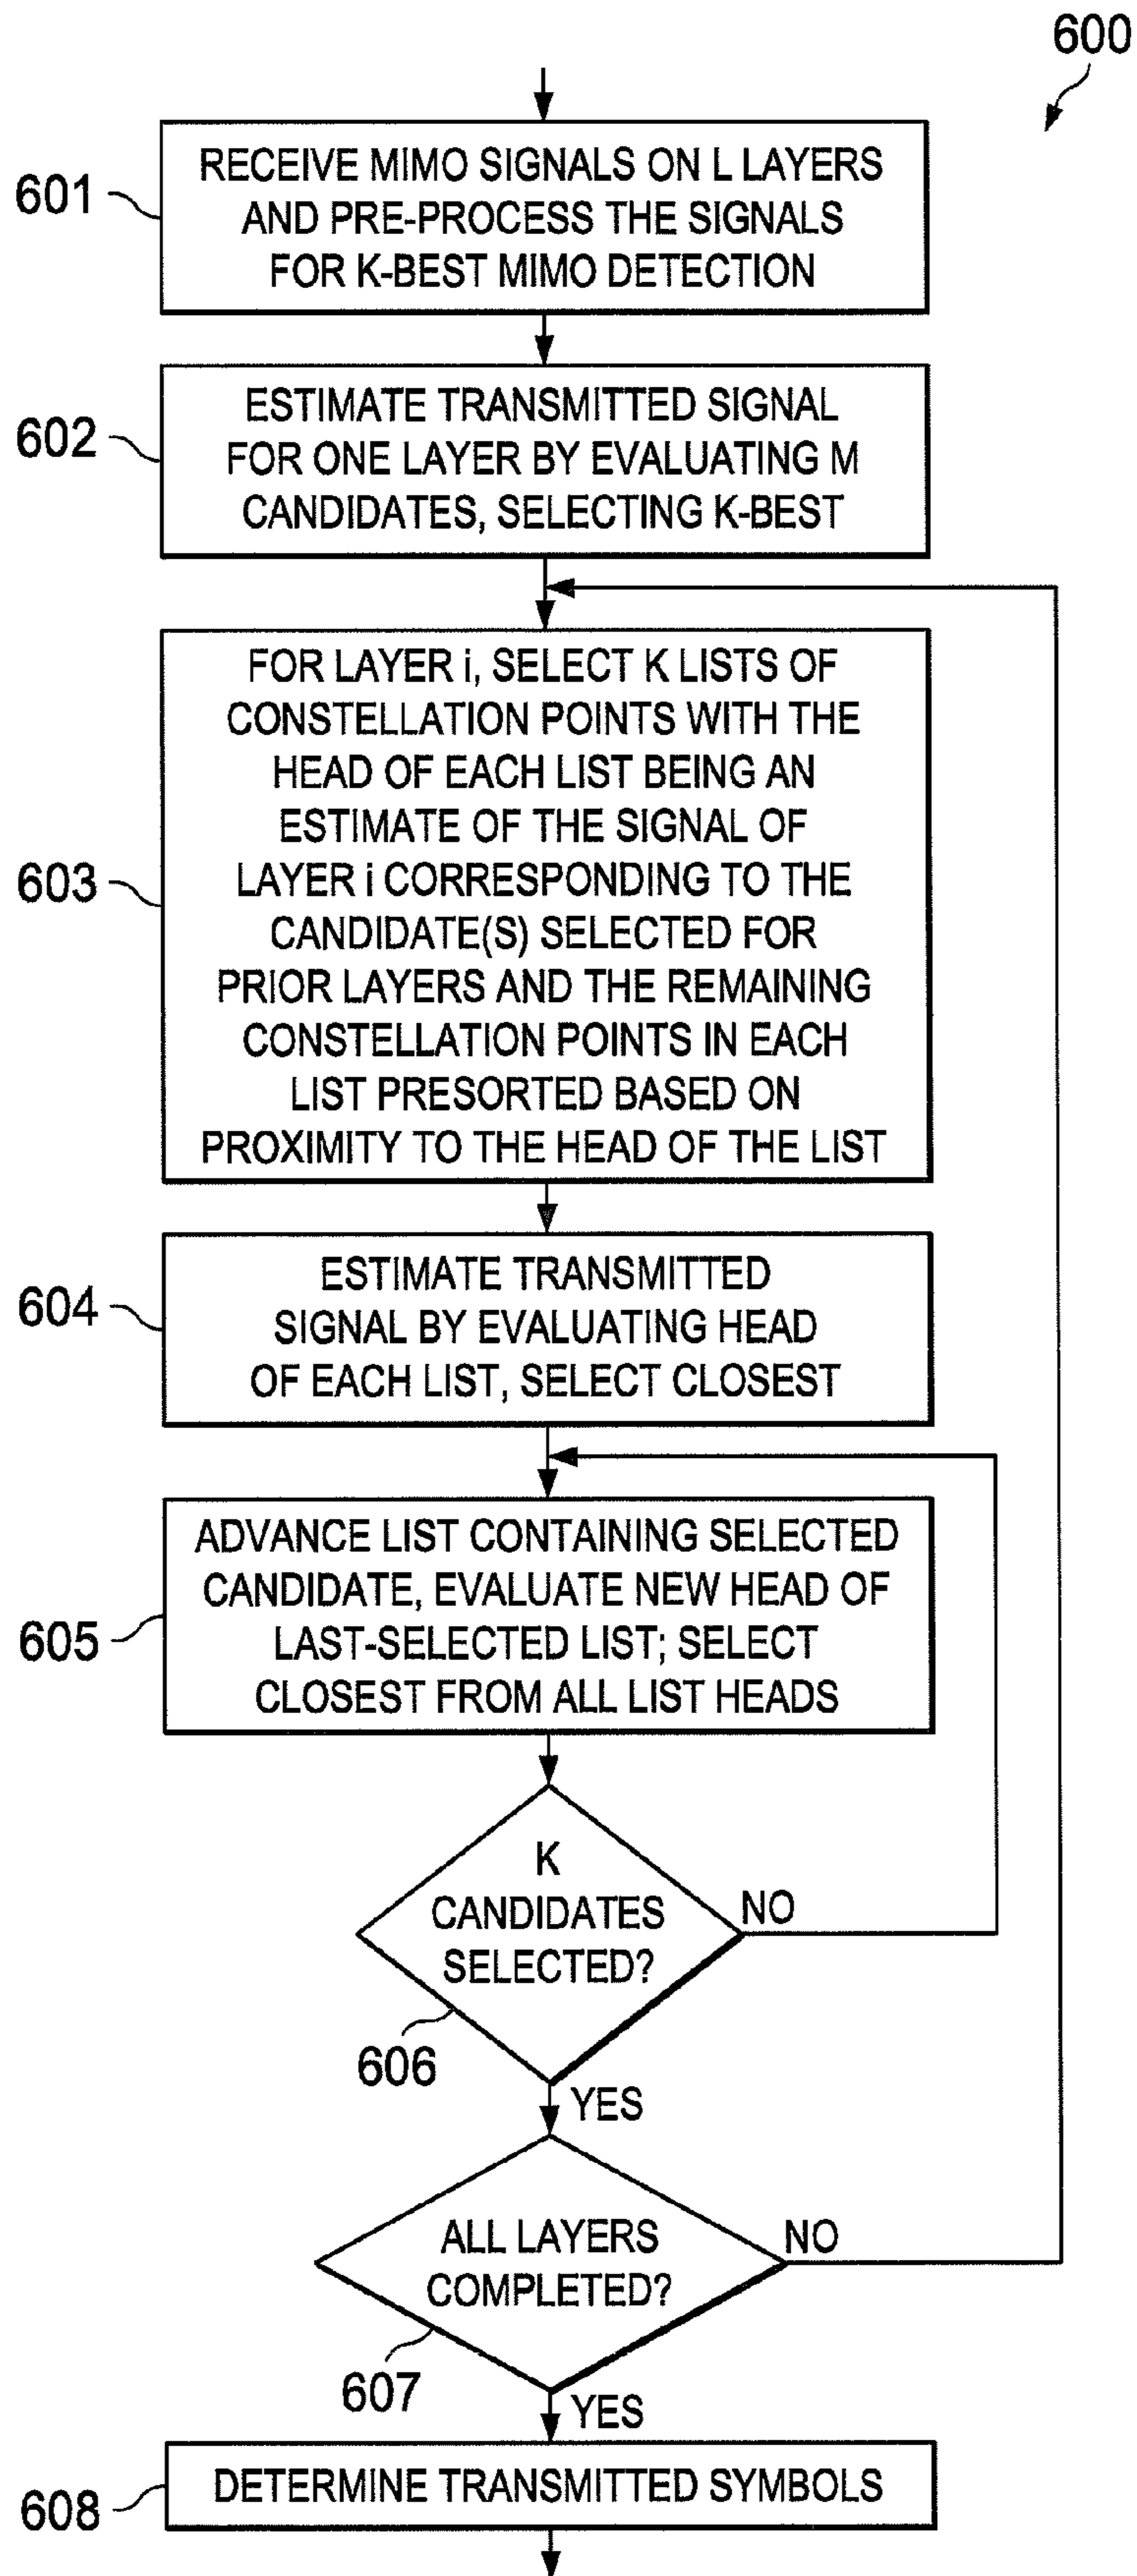 600
601
RECEIVE MIMO SIGNALS ON L LAYERS
AND PRE-PROCESS THE SIGNALS
FOR K-BEST MIMO DETECTION
602
ESTIMATE TRANSMITTED SIGNAL
FOR ONE LAYER BY EVALUATING M
CANDIDATES, SELECTING K-BEST
603
FOR LAYER i, SELECT K LISTS OF
CONSTELLATION POINTS WITH THE
HEAD OF EACH LIST BEING AN
ESTIMATE OF THE SIGNAL OF
LAYER i CORRESPONDING TO THE
CANDIDATE(S) SELECTED FOR
PRIOR LAYERS AND THE REMAINING
CONSTELLATION POINTS IN EACH
LIST PRESORTED BASED ON
PROXIMITY TO THE HEAD OF THE LIST
604
ESTIMATE TRANSMITTED
SIGNAL BY EVALUATING HEAD
OF EACH LIST, SELECT CLOSEST
605
ADVANCE LIST CONTAINING SELECTED
CANDIDATE, EVALUATE NEW HEAD OF
LAST-SELECTED LIST; SELECT
CLOSEST FROM ALL LIST HEADS
K
CANDIDATES
SELECTED?
NO
606
YES
ALL LAYERS
COMPLETED?
NO
607
YES
608
DETERMINE TRANSMITTED SYMBOLS